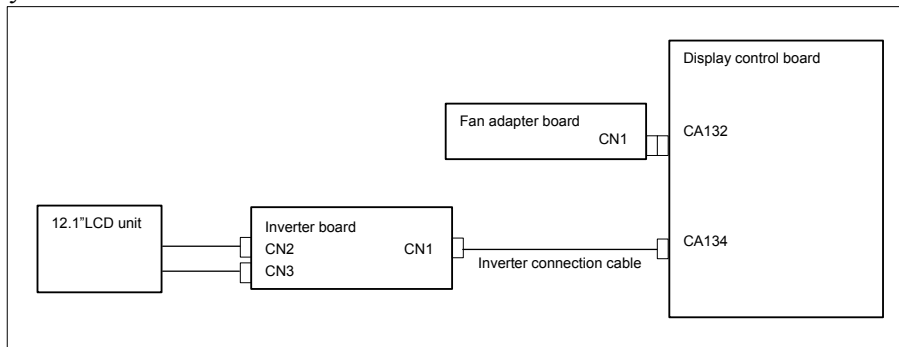 Display control board
Fan adapter board
CN1
CA132
12.1”LCD unit
Inverter board
CN2
CN1
CA134
CN3
Inverter connection cable